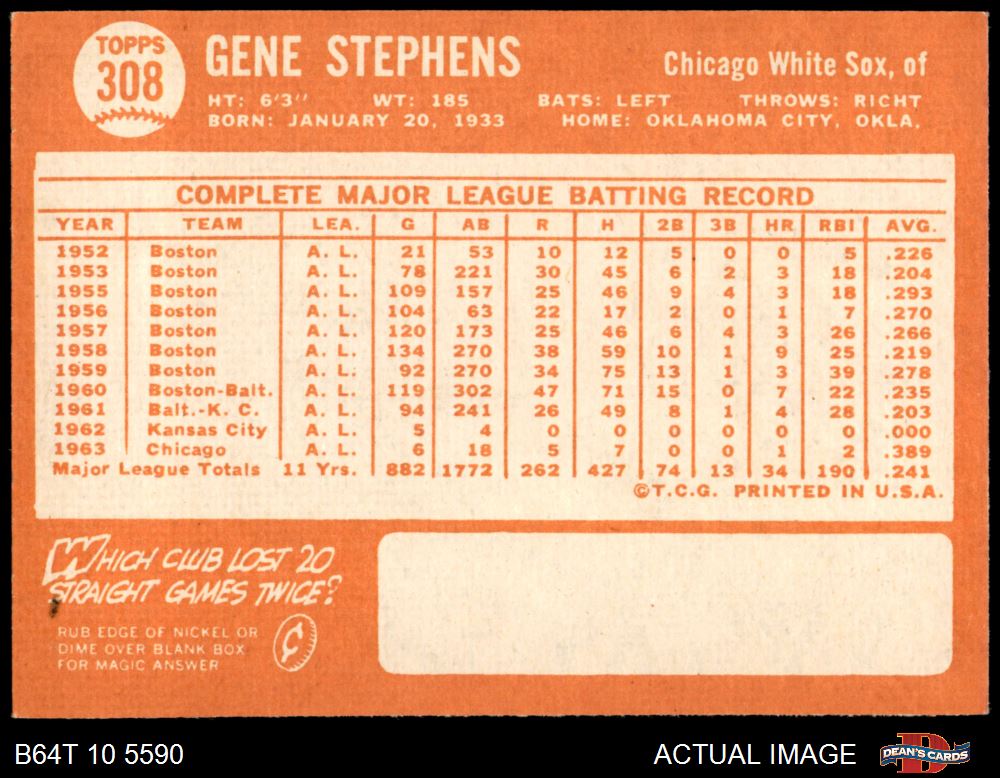 TOPPS
308
GENE STEPHENS
Chicago White Sox, of
HT: 6'3" WT: 185 BATS: LEFT THROWS: RICHT
BORN: JANUARY 20, 1933 HOME: OKLAHOMA CITY, OKLA.
COMPLETE MAJOR LEAGUE BATTING RECORD
YEAR TEAM LEA. G AB R H 2B 3B HR RBI AVG.
1952 Boston A. L. 21 53 10 12 5 0 0 5 .226
1953 Boston A. L. 78 221 30 45 6 2 3 18 .204
1955 Boston A. L. 109 157 25 46 9 4 3 18 .293
1956 Boston A. L. 104 63 22 17 2 0 1 7 .270
1957 Boston A. L. 120 173 25 46 6 4 3 26 .266
1958 Boston A. L. 134 270 38 59 10 1 9 25 .219
1959 Boston A. L. 92 270 34 75 13 1 3 39 .278
1960 Boston-Balt. A. L. 119 302 47 71 15 0 7 22 .235
1961 Balt.-K. C. A. L. 94 241 26 49 8 1 4 28 .203
1962 Kansas City A. L. 5 4 0 0 0 0 0 0 .000
1963 Chicago A. L. 6 18 5 7 0 0 1 2 .389
Major League Totals 11 Yrs. 882 1772 262 427 74 13 34 190 .241
©T.C.G. PRINTED IN U.S.A.
WHICH CLUB LOST 20
STRAIGHT GAMES TWICE?
RUB EDGE OF NICKEL OR
DIME OVER BLANK BOX
FOR MAGIC ANSWER
¢
B64T 10 5590
ACTUAL IMAGE
D
DEAN'S CARDS